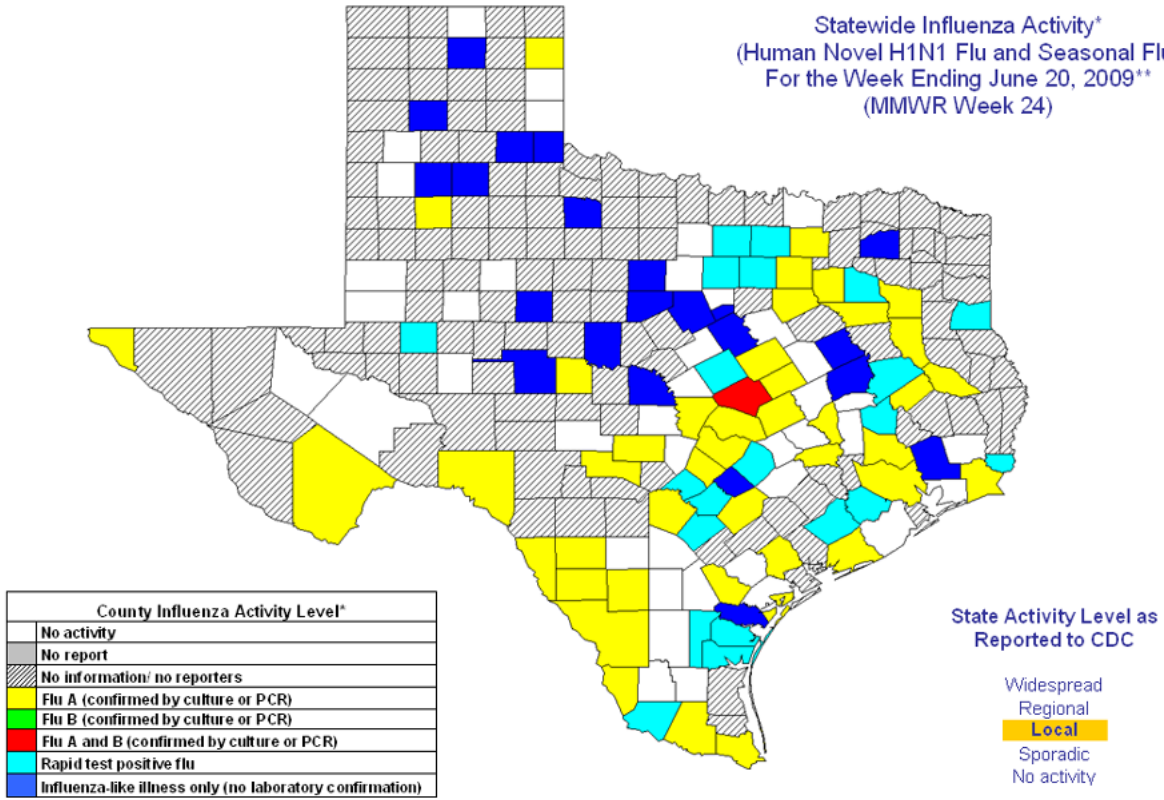 Statewide Influenza Activity*
(Human Novel H1N1 Flu and Seasonal Flu
For the Week Ending June 20, 2009**
(MMWR Week 24)
County Influenza Activity Level*
No activity
No report
No information/ no reporters
Flu A (confirmed by culture or PCR)
Flu B (confirmed by culture or PCR)
Flu A and B (confirmed by culture or PCR)
Rapid test positive flu
Influenza-like illness only (no laboratory confirmation)
State Activity Level as
Reported to CDC
Widespread
Regional
Local
Sporadic
No activity